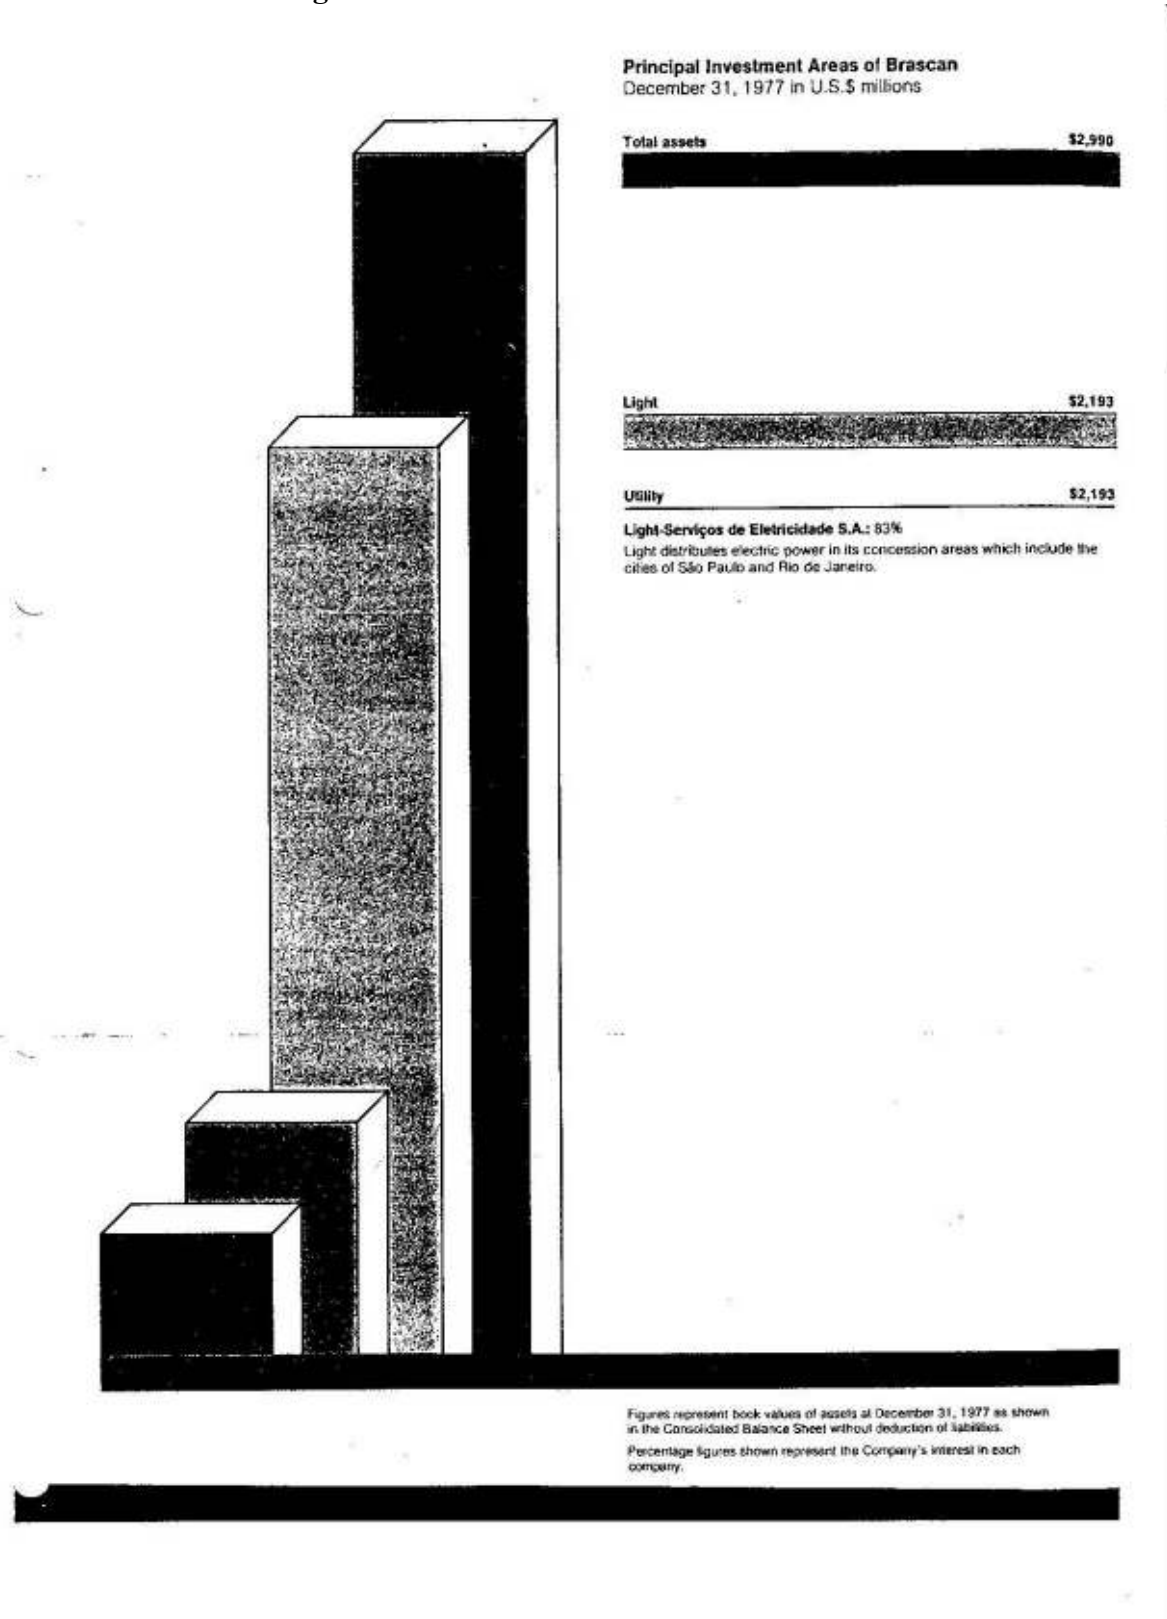 Principal Investment Areas of Brascan
December 31, 1977 in U.S.$ millions
Total assets $2,990
Light $2,193
Utility $2,193
Light-Serviços de Eletricidade S.A.: 83%
Light distributes electric power in its concession areas which include the
cities of São Paulo and Rio de Janeiro.
Figures represent book values of assets at December 31, 1977 as shown
in the Consolidated Balance Sheet without deduction of liabilities.
Percentage figures shown represent the Company's interest in each
company.